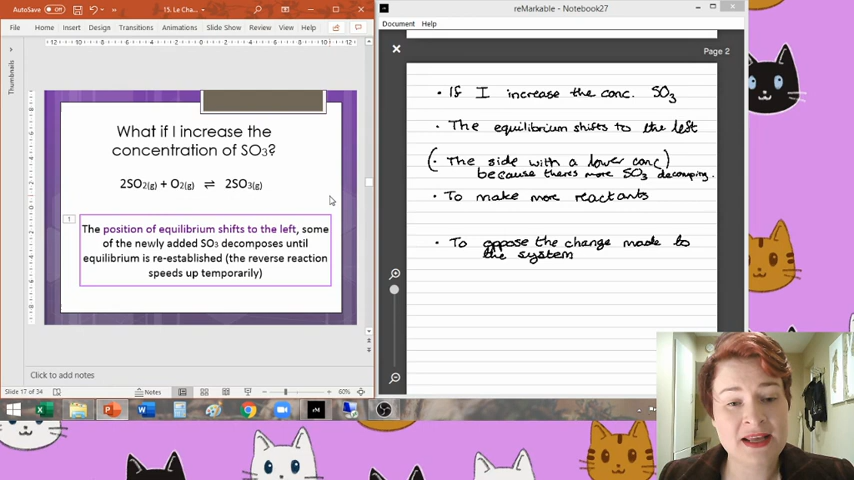 AutoSave Off
15. Le Cha...
File Home Insert Design Transitions Animations Slide Show Review View Help
Thumbnails
What if I increase the
concentration of SO3?
2SO2(g) + O2(g) ⇌ 2SO3(g)
1
The position of equilibrium shifts to the left, some
of the newly added SO3 decomposes until
equilibrium is re-established (the reverse reaction
speeds up temporarily)
Click to add notes
Slide 17 of 34
Notes
60%
reMarkable - Notebook27
Document Help
Page 2
• If I increase the conc. SO3
• The equilibrium shifts to the left
(• The side with a lower conc)
because theres more SO3 decomping.
• To make more reactants
• To oppose the change made to
the system